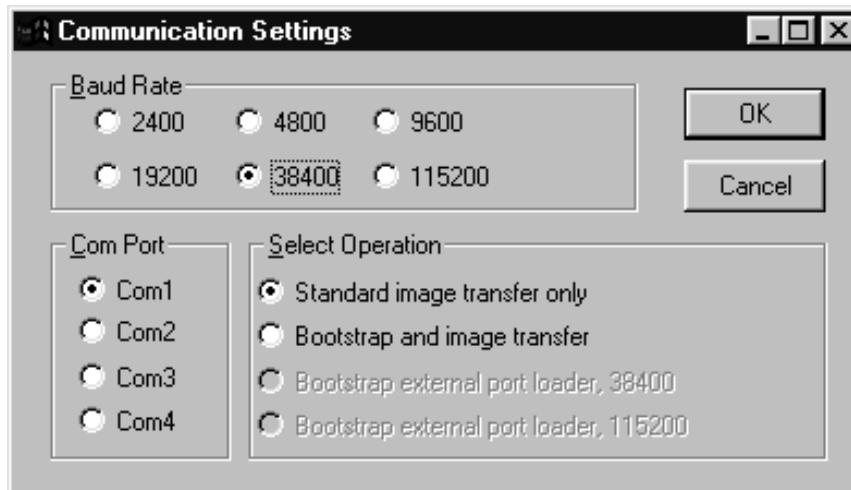 Communication Settings
Baud Rate
2400 4800 9600
19200 38400 115200
OK
Cancel
Com Port
Com1
Com2
Com3
Com4
Select Operation
Standard image transfer only
Bootstrap and image transfer
Bootstrap external port loader, 38400
Bootstrap external port loader, 115200